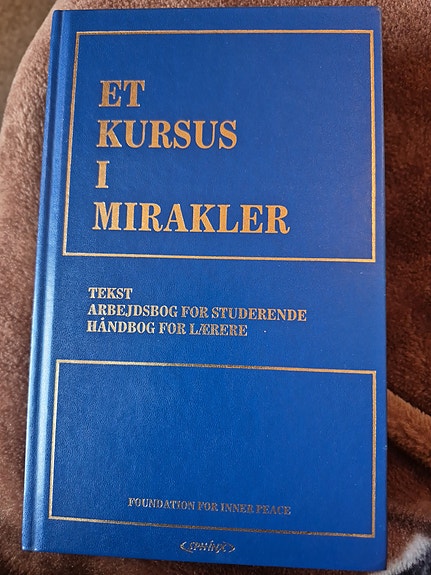 ET
KURSUS
I
MIRAKLER
TEKST
ARBEJDSBOG FOR STUDERENDE
HÅNDBOG FOR LÆRERE
FOUNDATION FOR INNER PEACE